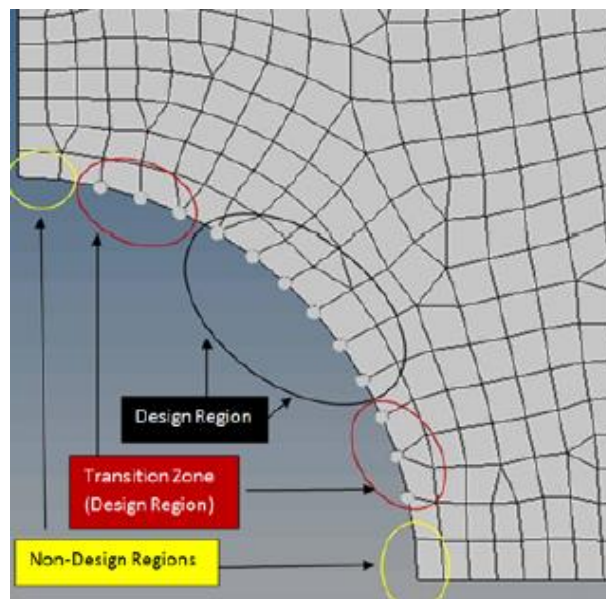 Design Region
Transition Zone
(Design Region)
Non-Design Regions